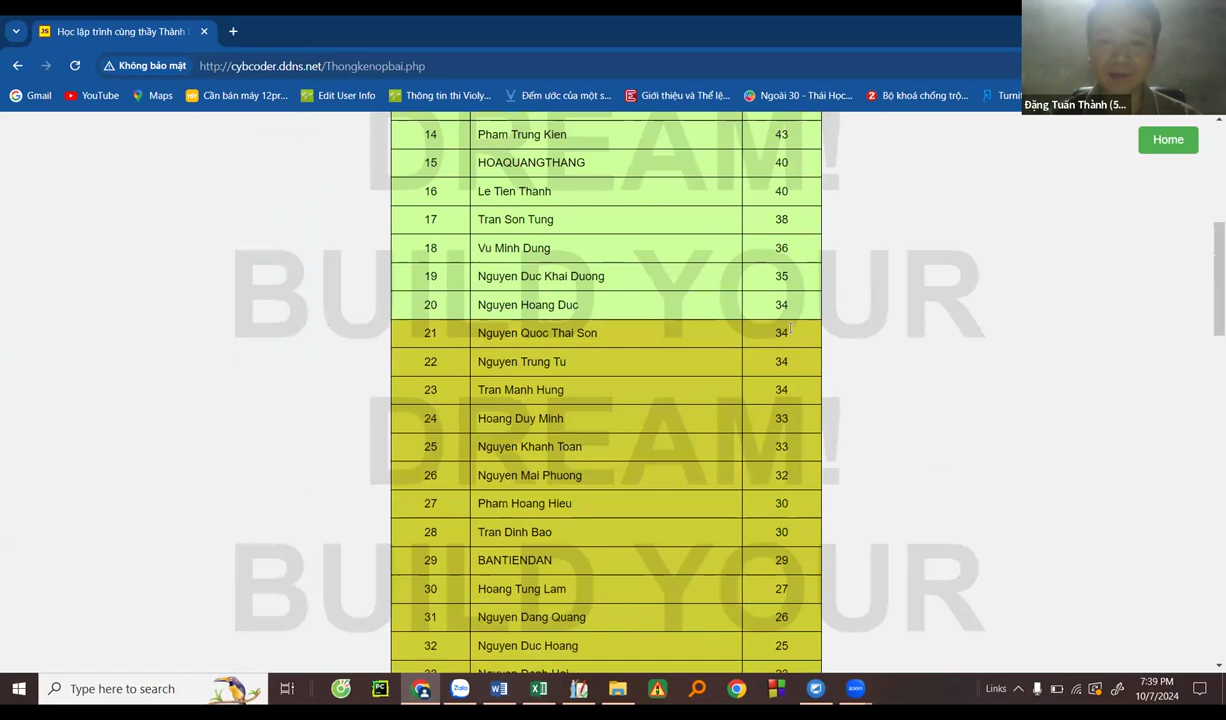 Học lập trình cùng thầy Thành
Không bảo mật
http://cybcoder.ddns.net/Thongkenopbai.php
Gmail
YouTube
Maps
Cần bán máy 12pr...
Edit User Info
Thông tin thi Violy...
Đếm ước của một s...
Giới thiệu và Thể lệ...
Ngoài 30 - Thái Học...
Bộ khoá chống trộ...
Turnit
Đặng Tuấn Thành (5...
Home
14 Pham Trung Kien 43
15 HOAQUANGTHANG 40
16 Le Tien Thanh 40
17 Tran Son Tung 38
18 Vu Minh Dung 36
19 Nguyen Duc Khai Duong 35
20 Nguyen Hoang Duc 34
21 Nguyen Quoc Thai Son 34
22 Nguyen Trung Tu 34
23 Tran Manh Hung 34
24 Hoang Duy Minh 33
25 Nguyen Khanh Toan 33
26 Nguyen Mai Phuong 32
27 Pham Hoang Hieu 30
28 Tran Dinh Bao 30
29 BANTIENDAN 29
30 Hoang Tung Lam 27
31 Nguyen Dang Quang 26
32 Nguyen Duc Hoang 25
DREAM!
BUILD YOUR
DREAM!
BUILD YOUR
Type here to search
Links
7:39 PM
10/7/2024